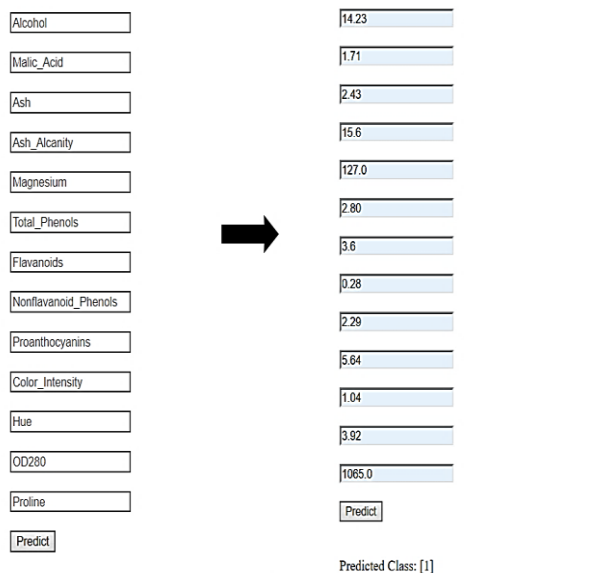 Alcohol
Malic_Acid
Ash
Ash_Alcanity
Magnesium
Total_Phenols
Flavanoids
Nonflavanoid_Phenols
Proanthocyanins
Color_Intensity
Hue
OD280
Proline
Predict
14.23
1.71
2.43
15.6
127.0
2.80
3.6
0.28
2.29
5.64
1.04
3.92
1065.0
Predict
Predicted Class: [1]